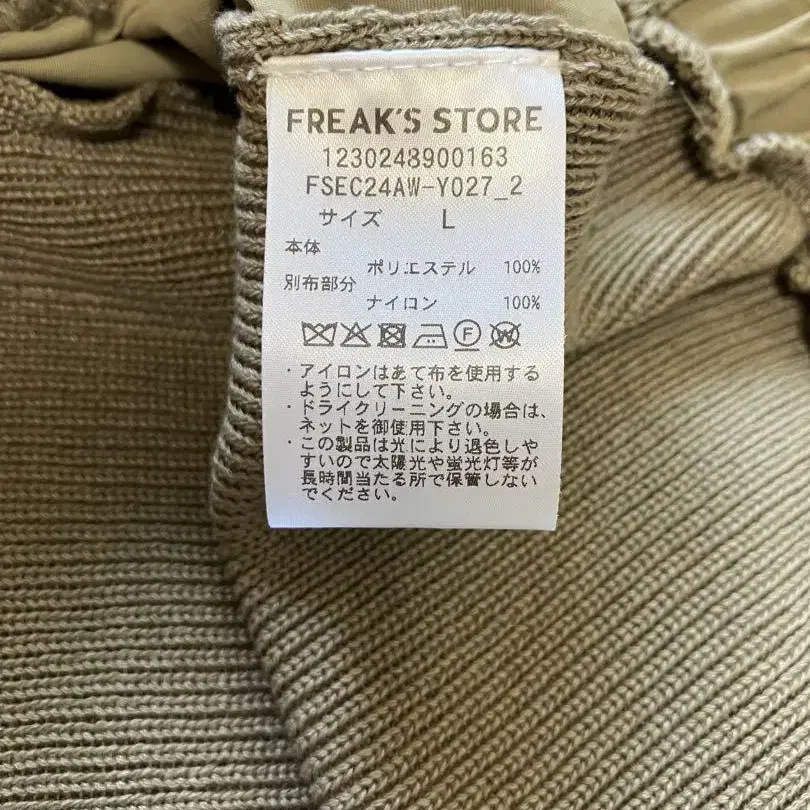 FREAK'S STORE
1230248900163
FSEC24AW-Y027_2
サイズ L
本体
ポリエステル 100%
別布部分
ナイロン 100%
F W
・アイロンはあて布を使用する
ようにして下さい。
・ドライクリーニングの場合は、
ネットを御使用下さい。
・この製品は光により退色しや
すいので太陽光や蛍光灯等が
長時間当たる所で保管しない
でください。